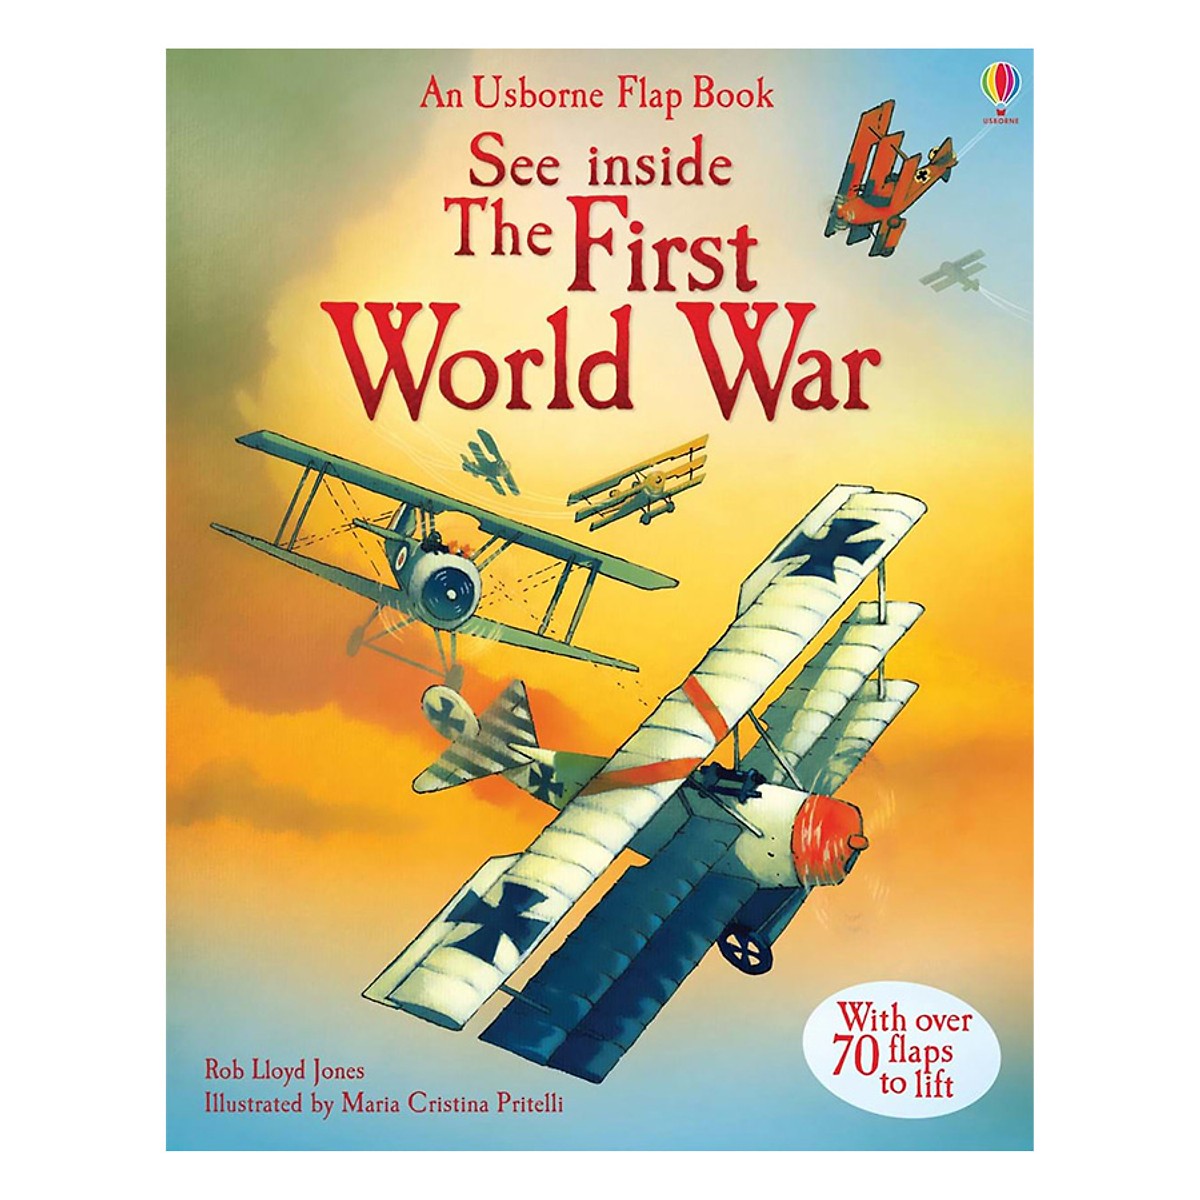 An Usborne Flap Book
USBORNE
See inside
The First
World War
With over
70 flaps
to lift
Rob Lloyd Jones
Illustrated by Maria Cristina Pritelli